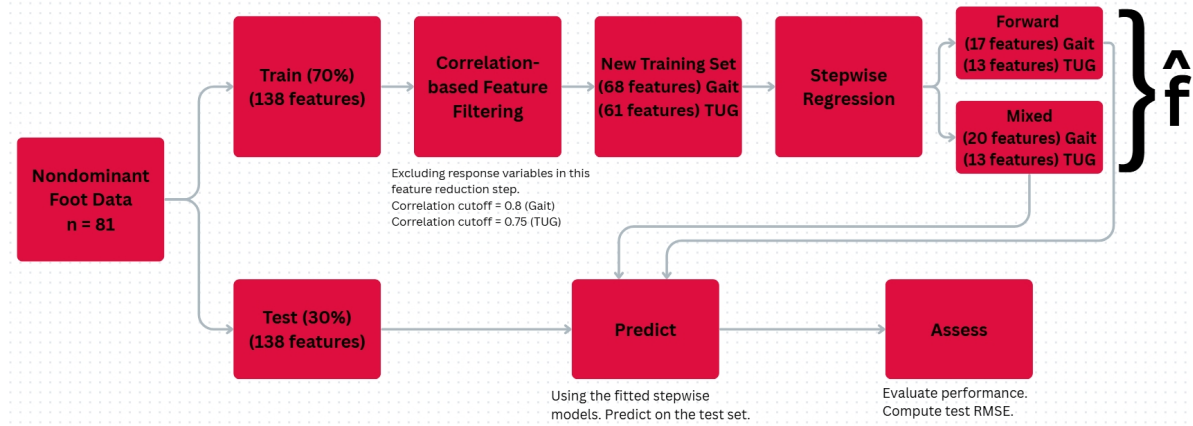 Nondominant
Foot Data
n = 81
Train (70%)
(138 features)
Correlation-
based Feature
Filtering
Excluding response variables in this
feature reduction step.
Correlation cutoff = 0.8 (Gait)
Correlation cutoff = 0.75 (TUG)
New Training Set
(68 features) Gait
(61 features) TUG
Stepwise
Regression
Forward
(17 features) Gait
(13 features) TUG
Mixed
(20 features) Gait
(13 features) TUG
}
f̂
Test (30%)
(138 features)
Predict
Using the fitted stepwise
models. Predict on the test set.
Assess
Evaluate performance.
Compute test RMSE.